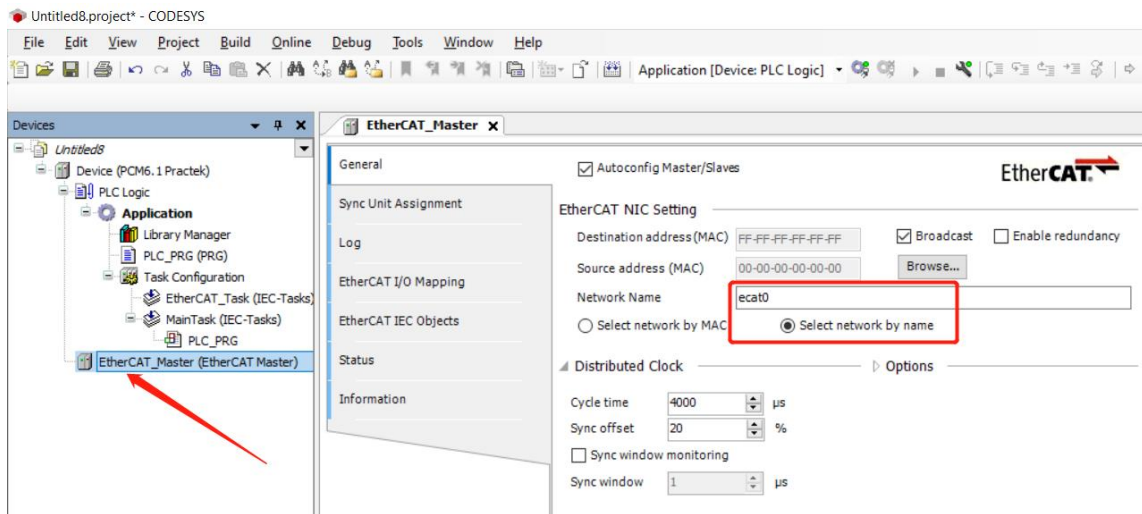 Untitled8.project* - CODESYS
File Edit View Project Build Online Debug Tools Window Help
Application [Device: PLC Logic]
Devices
EtherCAT_Master
Untitled8
Device (PCM6.1 Practek)
PLC Logic
Application
Library Manager
PLC_PRG (PRG)
Task Configuration
EtherCAT_Task (IEC-Tasks)
MainTask (IEC-Tasks)
PLC_PRG
EtherCAT_Master (EtherCAT Master)
General
Sync Unit Assignment
Log
EtherCAT I/O Mapping
EtherCAT IEC Objects
Status
Information
Autoconfig Master/Slaves
EtherCAT.
EtherCAT NIC Setting
Destination address (MAC) FF-FF-FF-FF-FF-FF Broadcast Enable redundancy
Source address (MAC) 00-00-00-00-00-00 Browse...
Network Name ecat0
Select network by MAC Select network by name
Distributed Clock Options
Cycle time 4000 µs
Sync offset 20 %
Sync window monitoring
Sync window 1 µs